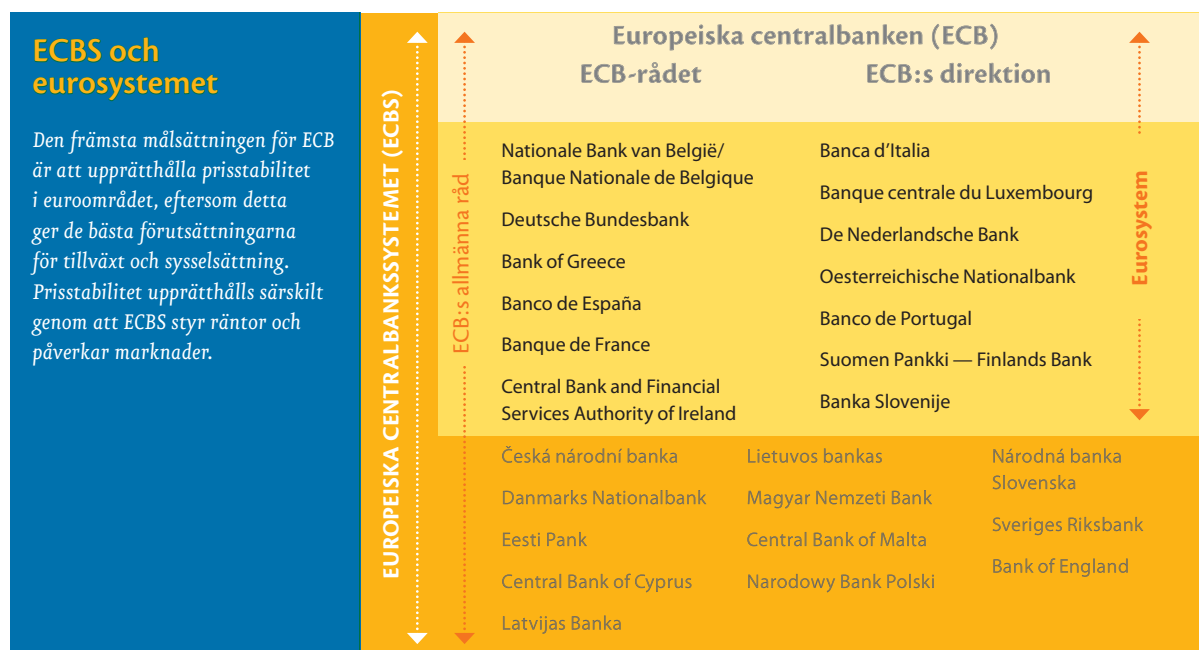 ECBS och
eurosystemet
Den främsta målsättningen för ECB
är att upprätthålla prisstabilitet
i euroområdet, eftersom detta
ger de bästa förutsättningarna
för tillväxt och sysselsättning.
Prisstabilitet upprätthålls särskilt
genom att ECBS styr räntor och
påverkar marknader.
EUROPEISKA CENTRALBANKSSYSTEMET (ECBS)
ECB:s allmänna råd
Europeiska centralbanken (ECB)
ECB-rådet
ECB:s direktion
Nationale Bank van België/
Banque Nationale de Belgique
Deutsche Bundesbank
Bank of Greece
Banco de España
Banque de France
Central Bank and Financial
Services Authority of Ireland
Banca d’Italia
Banque centrale du Luxembourg
De Nederlandsche Bank
Oesterreichische Nationalbank
Banco de Portugal
Suomen Pankki — Finlands Bank
Banka Slovenije
Eurosystem
Česká národní banka
Danmarks Nationalbank
Eesti Pank
Central Bank of Cyprus
Latvijas Banka
Lietuvos bankas
Magyar Nemzeti Bank
Central Bank of Malta
Narodowy Bank Polski
Národná banka
Slovenska
Sveriges Riksbank
Bank of England